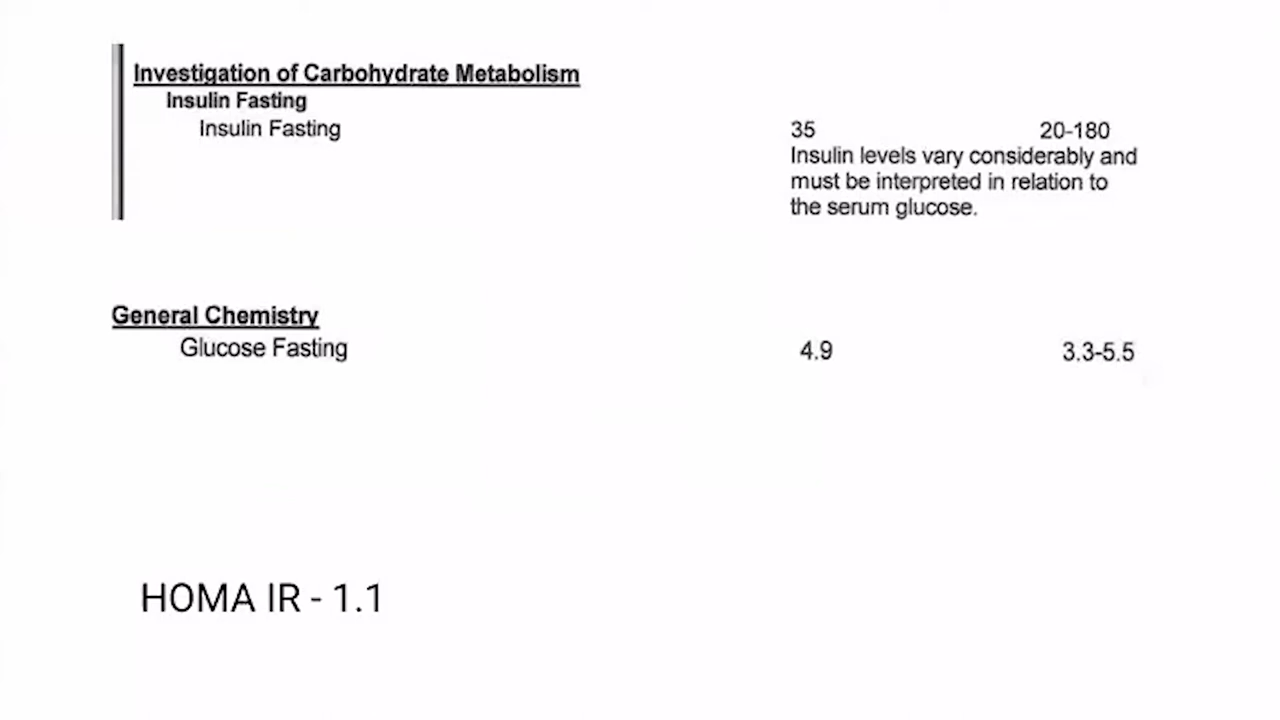 Investigation of Carbohydrate Metabolism
Insulin Fasting
Insulin Fasting 35 20-180
Insulin levels vary considerably and
must be interpreted in relation to
the serum glucose.
General Chemistry
Glucose Fasting 4.9 3.3-5.5
HOMA IR - 1.1